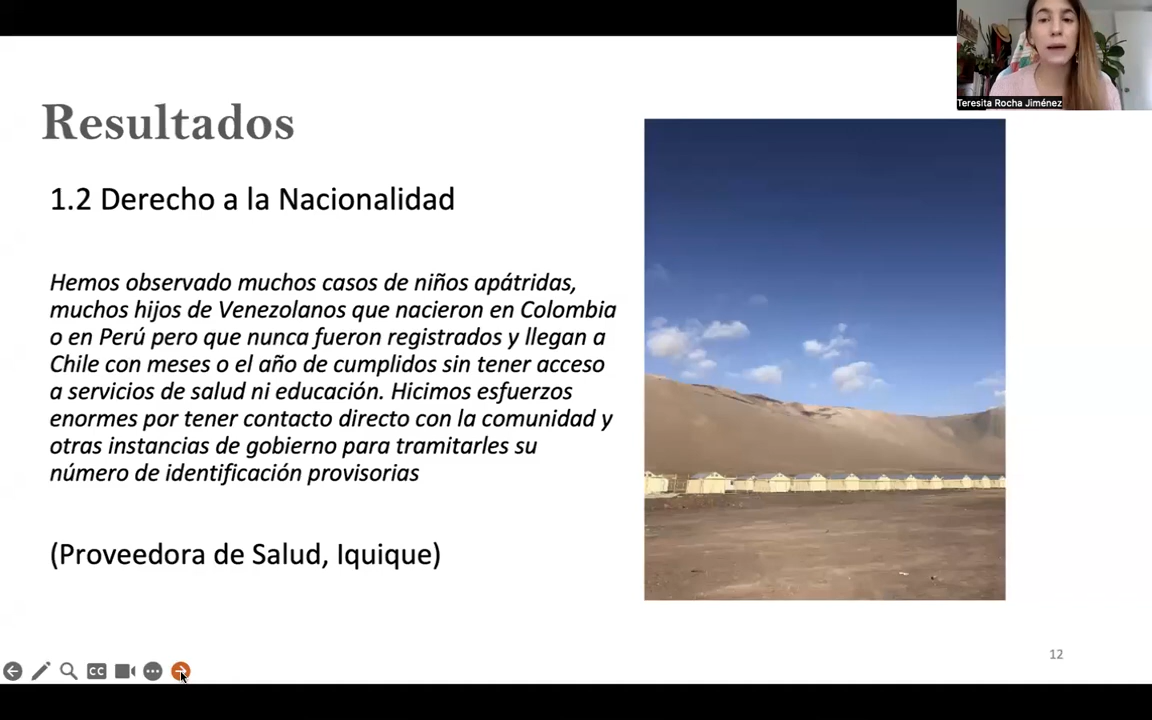 Teresita Rocha Jiménez
Resultados
1.2 Derecho a la Nacionalidad
Hemos observado muchos casos de niños apátridas,
muchos hijos de Venezolanos que nacieron en Colombia
o en Perú pero que nunca fueron registrados y llegan a
Chile con meses o el año de cumplidos sin tener acceso
a servicios de salud ni educación. Hicimos esfuerzos
enormes por tener contacto directo con la comunidad y
otras instancias de gobierno para tramitarles su
número de identificación provisorias
(Proveedora de Salud, Iquique)
12
CC